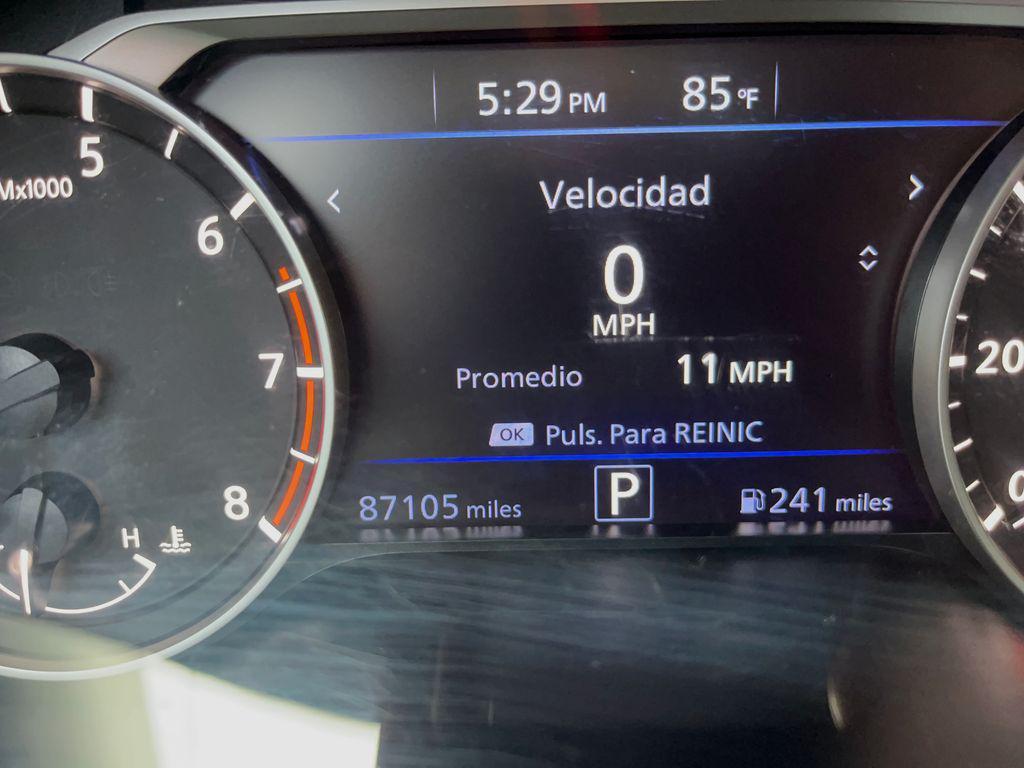 5:29 PM 85 °F
5
Mx1000
Velocidad
6
0
MPH
7
Promedio 11 MPH
20
OK Puls. Para REINIC
8
87105 miles P 241 miles
0
H